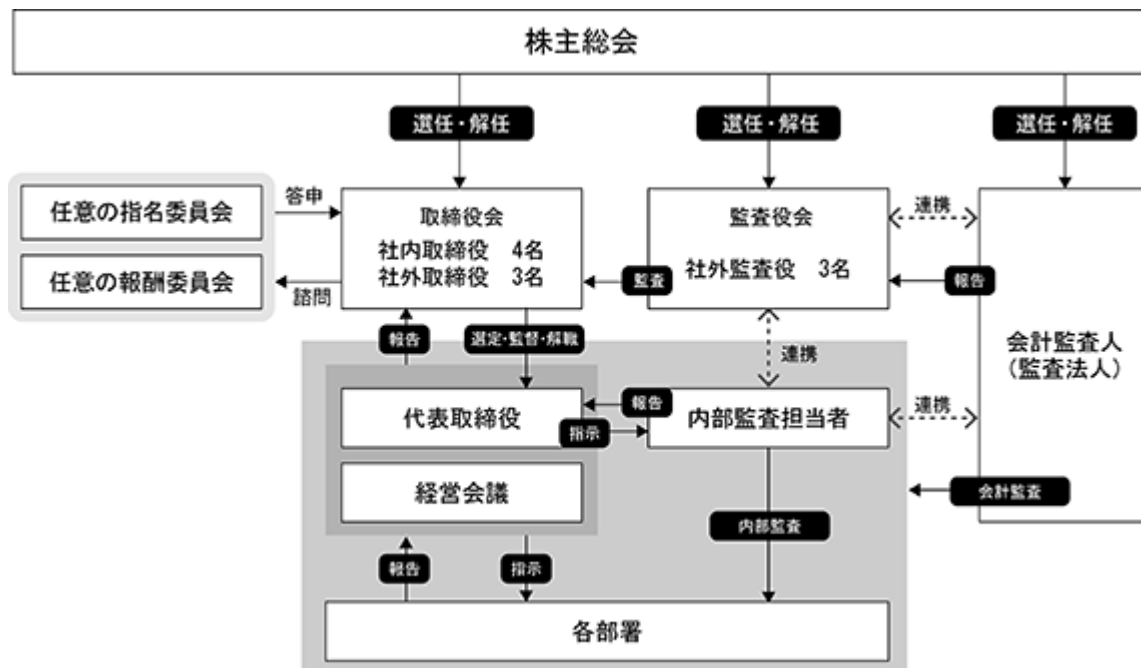 株主総会
選任・解任
選任・解任
選任・解任
任意の指名委員会
任意の報酬委員会
答申
諮問
取締役会
社内取締役　4名
社外取締役　3名
監査
監査役会
社外監査役　3名
連携
報告
会計監査人
（監査法人）
報告
選定・監督・解職
連携
代表取締役
報告
指示
内部監査担当者
連携
経営会議
会計監査
内部監査
報告
指示
各部署